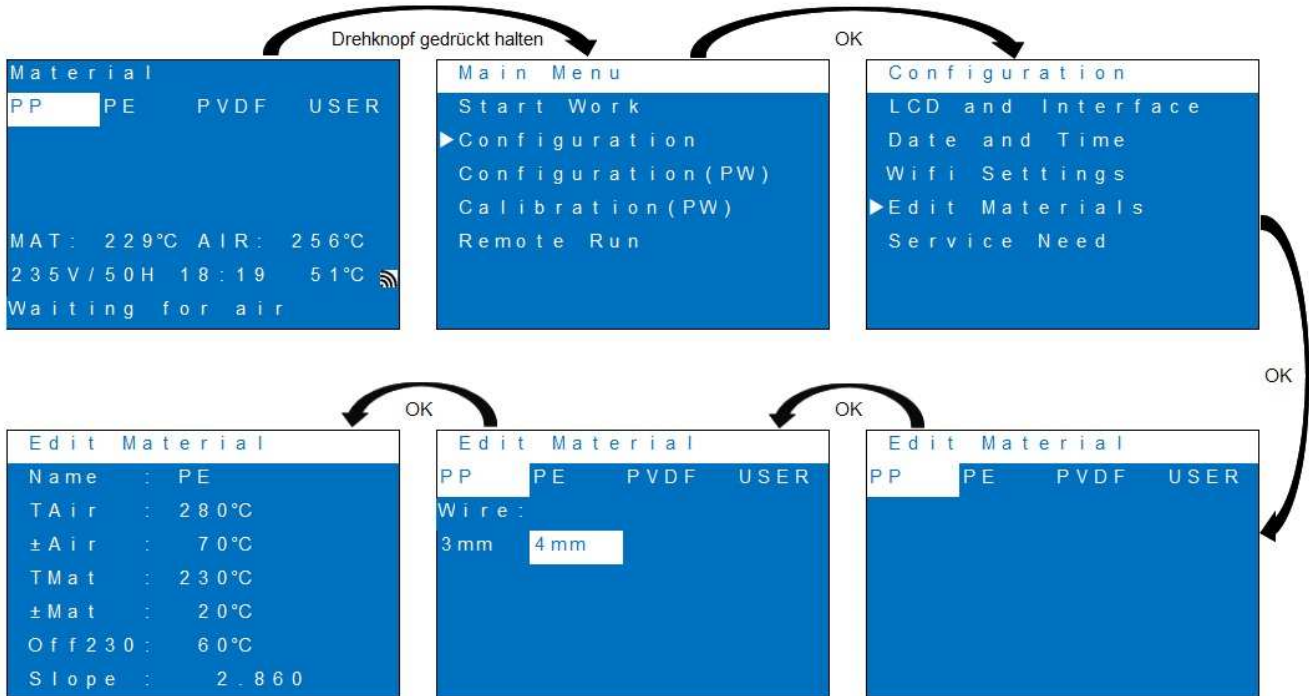 Drehknopf gedrückt halten
OK
Material
PP PE PVDF USER
MAT: 229°C AIR: 256°C
235V/50H 18:19 51°C
Waiting for air
Main Menu
Start Work
Configuration
Configuration(PW)
Calibration(PW)
Remote Run
Configuration
LCD and Interface
Date and Time
Wifi Settings
Edit Materials
Service Need
OK
OK
OK
Edit Material
Name : PE
TAir : 280°C
±Air : 70°C
TMat : 230°C
±Mat : 20°C
Off230: 60°C
Slope : 2.860
Edit Material
PP PE PVDF USER
Wire:
3mm 4mm
Edit Material
PP PE PVDF USER